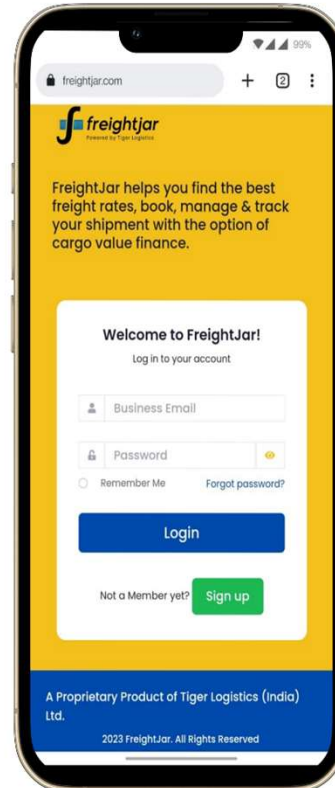 99%
freightjar.com
2
freightjar
Powered by Tiger Logistics
FreightJar helps you find the best
freight rates, book, manage & track
your shipment with the option of
cargo value finance.
Welcome to FreightJar!
Log in to your account
Business Email
Password
Remember Me Forgot password?
Login
Not a Member yet? Sign up
A Proprietary Product of Tiger Logistics (India)
Ltd.
2023 FreightJar. All Rights Reserved